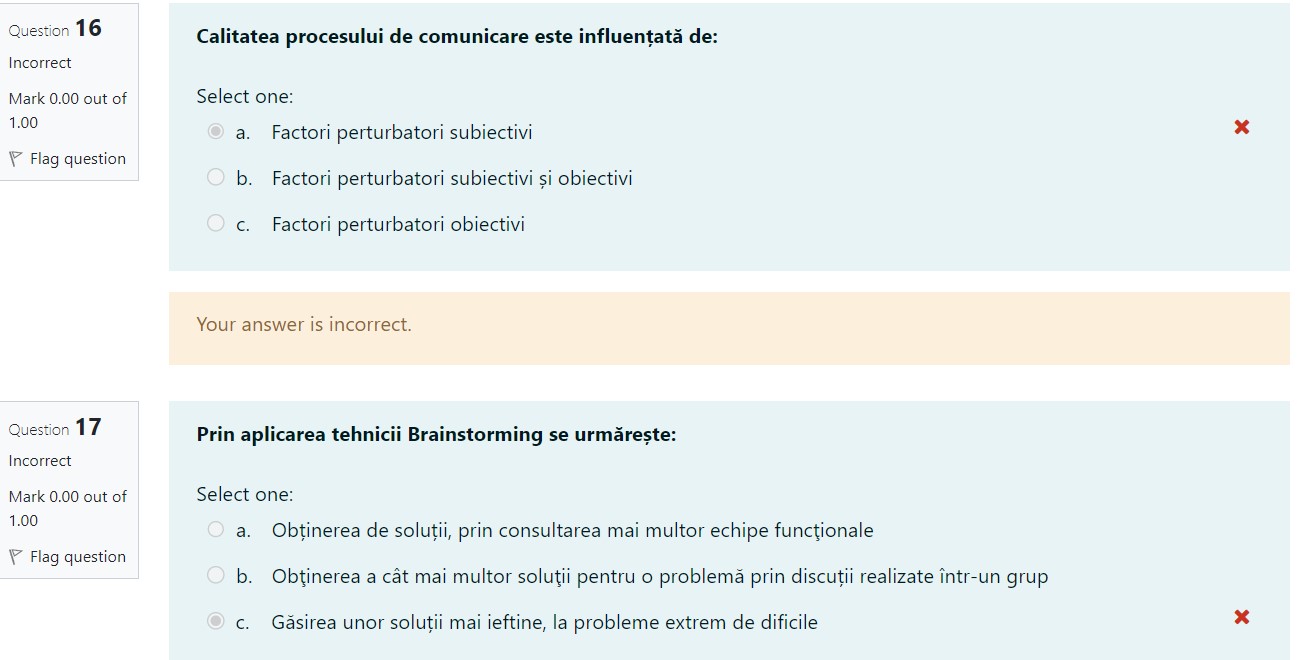 Question 16
Incorrect
Mark 0.00 out of
1.00
Flag question
Calitatea procesului de comunicare este influențată de:
Select one:
a. Factori perturbatori subiectivi
b. Factori perturbatori subiectivi și obiectivi
c. Factori perturbatori obiectivi
Your answer is incorrect.
Question 17
Incorrect
Mark 0.00 out of
1.00
Flag question
Prin aplicarea tehnicii Brainstorming se urmărește:
Select one:
a. Obținerea de soluții, prin consultarea mai multor echipe funcţionale
b. Obţinerea a cât mai multor soluţii pentru o problemă prin discuții realizate într-un grup
c. Găsirea unor soluții mai ieftine, la probleme extrem de dificile